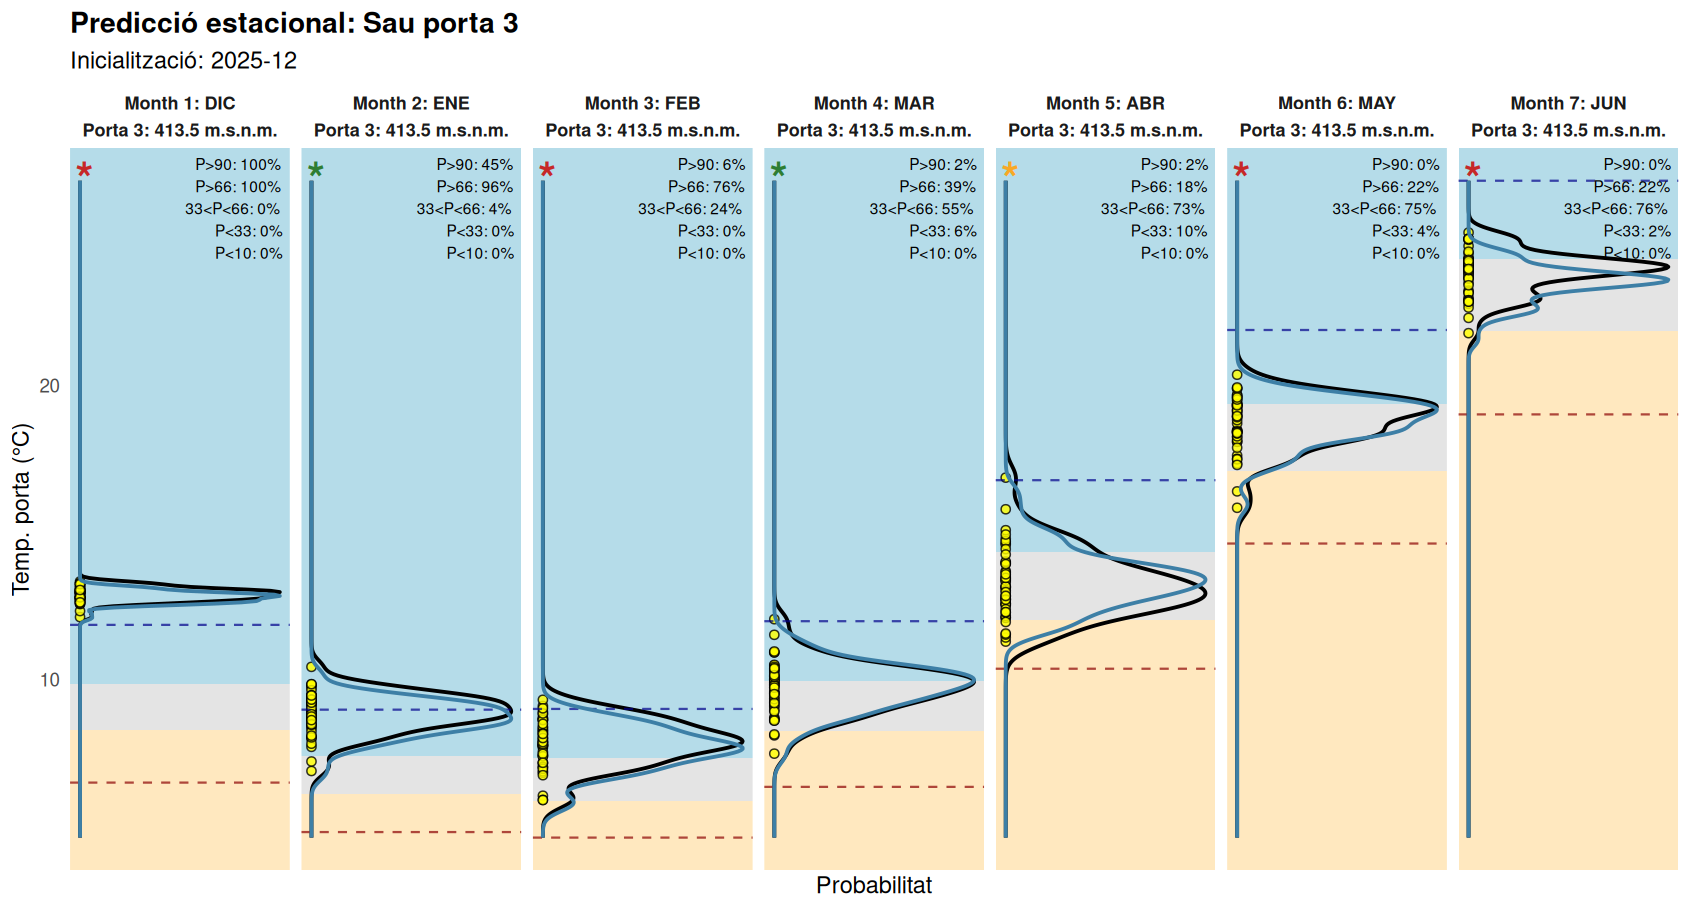 Predicció estacional: Sau porta 3
Inicialització: 2025-12
Month 1: DIC
Porta 3: 413.5 m.s.n.m.
Month 2: ENE
Porta 3: 413.5 m.s.n.m.
Month 3: FEB
Porta 3: 413.5 m.s.n.m.
Month 4: MAR
Porta 3: 413.5 m.s.n.m.
Month 5: ABR
Porta 3: 413.5 m.s.n.m.
Month 6: MAY
Porta 3: 413.5 m.s.n.m.
Month 7: JUN
Porta 3: 413.5 m.s.n.m.
*
P>90: 100%
P>66: 100%
33<P<66: 0%
P<33: 0%
P<10: 0%
*
P>90: 45%
P>66: 96%
33<P<66: 4%
P<33: 0%
P<10: 0%
*
P>90: 6%
P>66: 76%
33<P<66: 24%
P<33: 0%
P<10: 0%
*
P>90: 2%
P>66: 39%
33<P<66: 55%
P<33: 6%
P<10: 0%
*
P>90: 2%
P>66: 18%
33<P<66: 73%
P<33: 10%
P<10: 0%
*
P>90: 0%
P>66: 22%
33<P<66: 75%
P<33: 4%
P<10: 0%
*
P>90: 0%
P>66: 22%
33<P<66: 76%
P<33: 2%
P<10: 0%
20
10
Temp. porta (°C)
Probabilitat